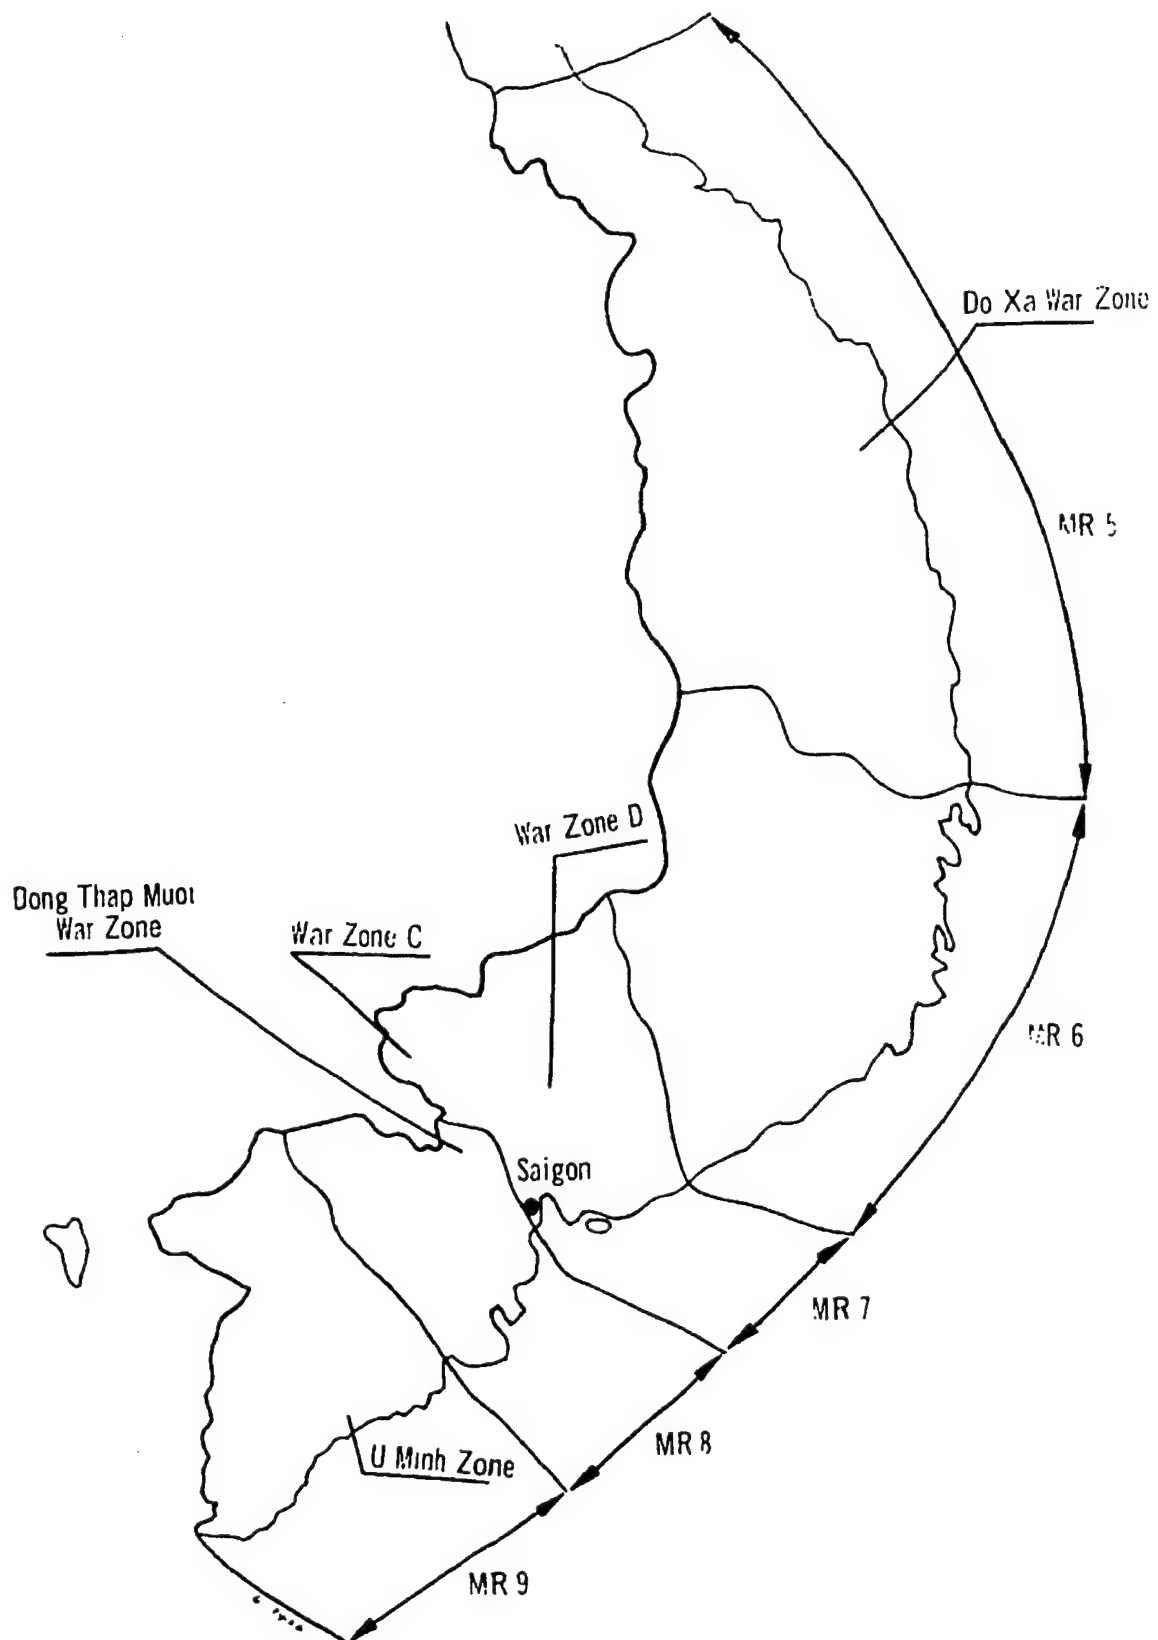 Do Xa War Zone
MR 5
War Zone D
Dong Thap Muoi
War Zone
War Zone C
MR 6
Saigon
MR 7
MR 8
U Minh Zone
MR 9